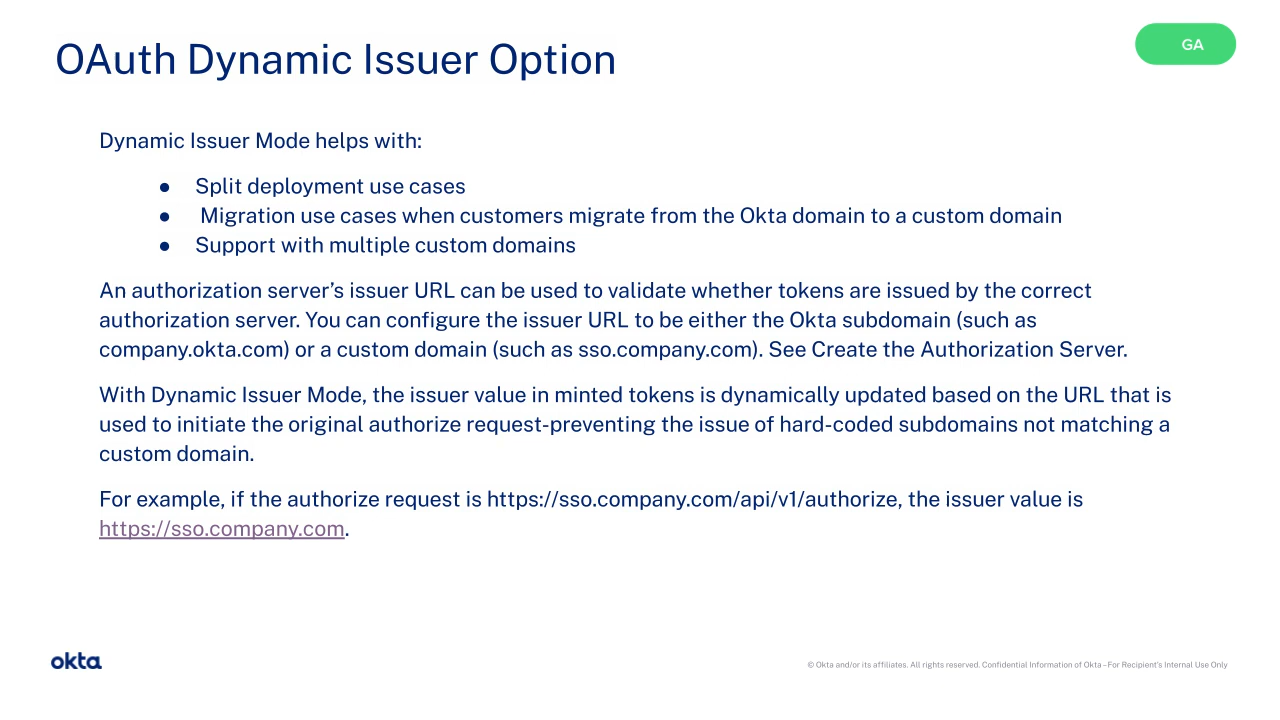 OAuth Dynamic Issuer Option
GA
Dynamic Issuer Mode helps with:
● Split deployment use cases
● Migration use cases when customers migrate from the Okta domain to a custom domain
● Support with multiple custom domains
An authorization server’s issuer URL can be used to validate whether tokens are issued by the correct
authorization server. You can configure the issuer URL to be either the Okta subdomain (such as
company.okta.com) or a custom domain (such as sso.company.com). See Create the Authorization Server.
With Dynamic Issuer Mode, the issuer value in minted tokens is dynamically updated based on the URL that is
used to initiate the original authorize request-preventing the issue of hard-coded subdomains not matching a
custom domain.
For example, if the authorize request is https://sso.company.com/api/v1/authorize, the issuer value is
https://sso.company.com.
okta
© Okta and/or its affiliates. All rights reserved. Confidential Information of Okta – For Recipient’s Internal Use Only